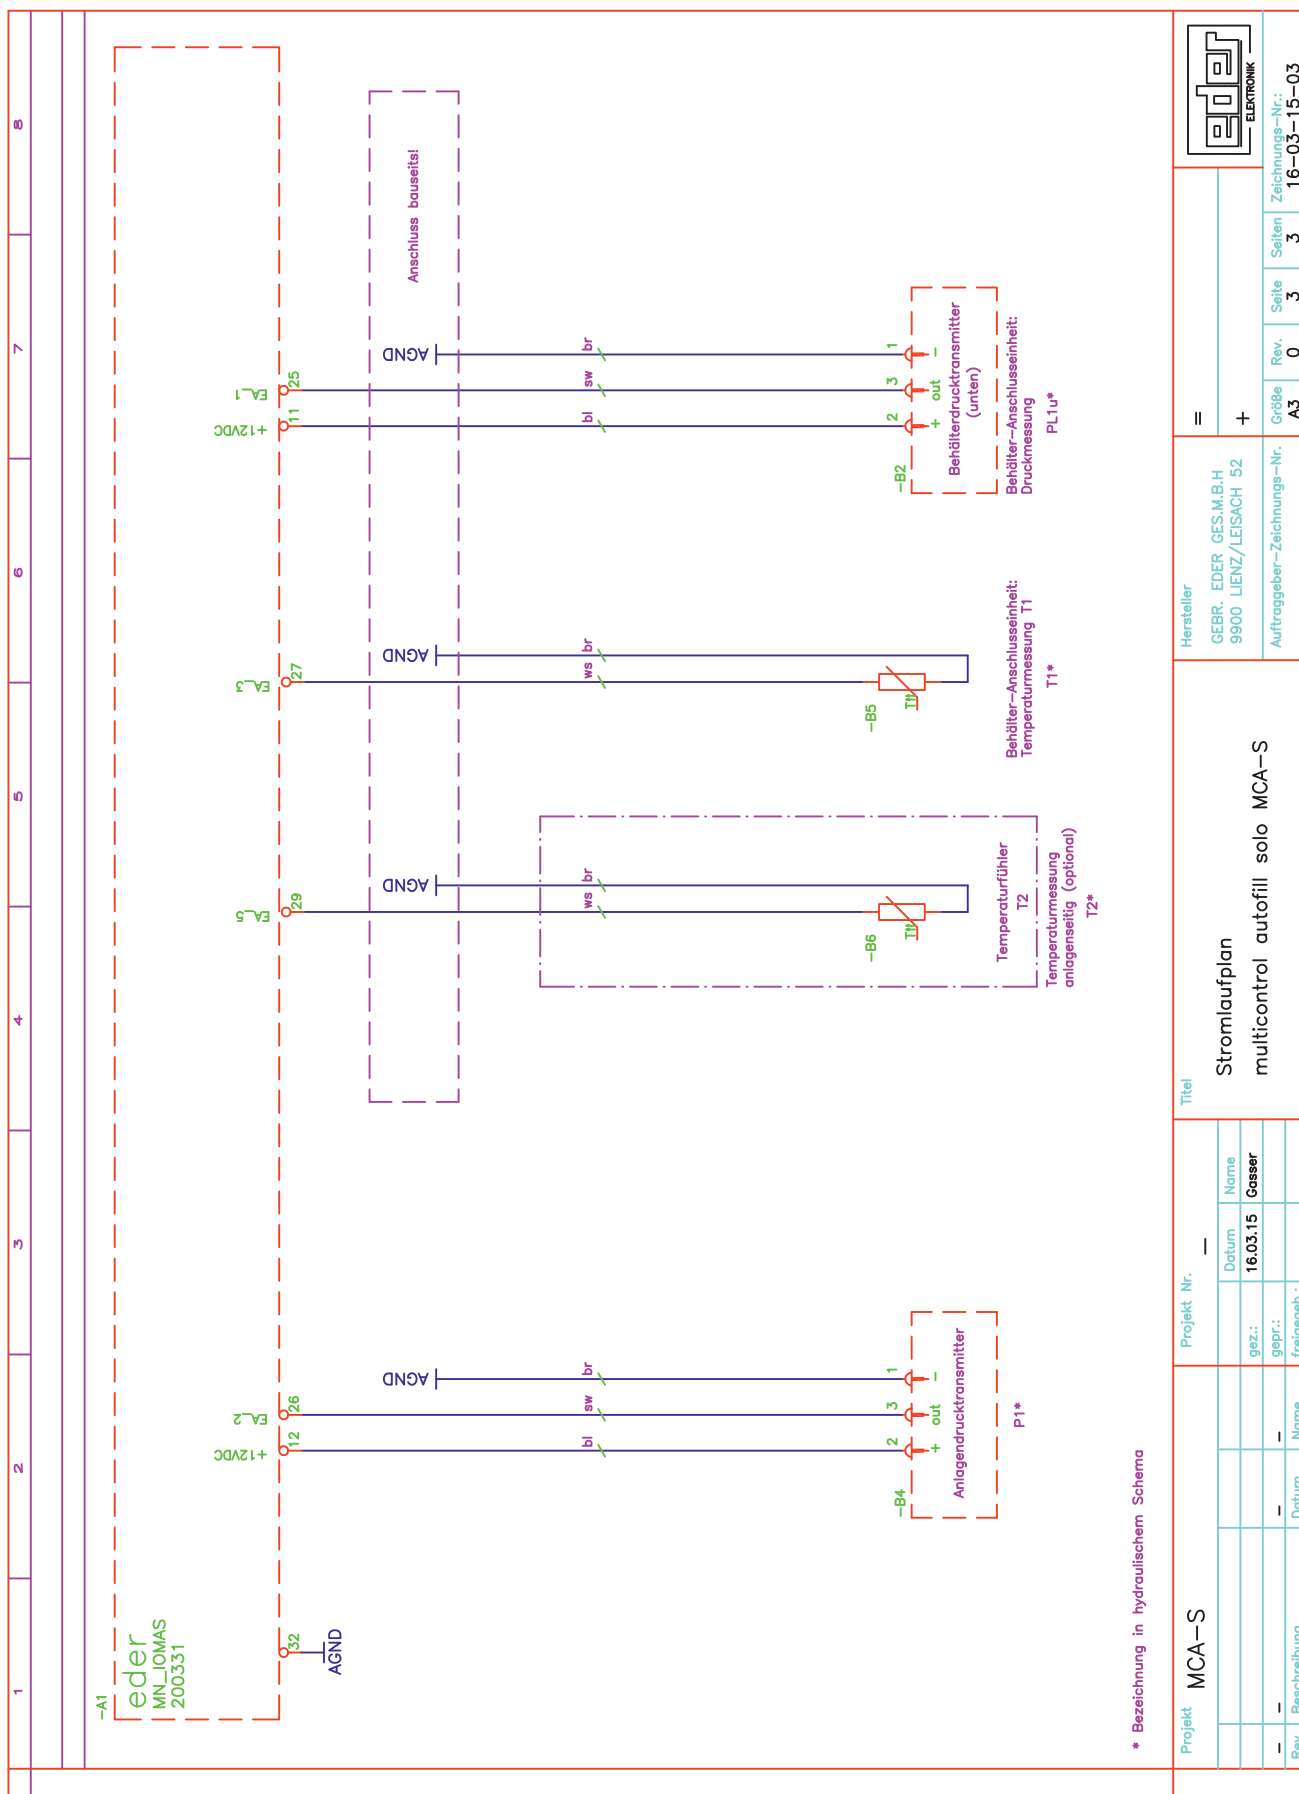 1
2
3
4
5
6
7
8
-A1
eder
MN_IOMAS
200331
32
AGND
+12VDC
12
EA_2
26
AGND
bl
sw
br
2
3
1
+
out
-
-B4
Anlagendrucktransmitter
P1*
EA_5
29
AGND
ws
br
-B6
Temperaturfühler
T2
Temperaturmessung
anlagenseitig (optional)
T2*
EA_3
27
AGND
ws
br
-B5
Behälter-Anschlusseinheit:
Temperaturmessung T1
T1*
+12VDC
11
EA_1
25
AGND
Anschluss bauseits!
bl
sw
br
2
3
1
+
out
-
-B2
Behälterdrucktransmitter
(unten)
Behälter-Anschlusseinheit:
Druckmessung
PL1u*
* Bezeichnung in hydraulischem Schema
Projekt
MCA-S
- - -
Rev. Beschreibung Datum Name
Projekt Nr.
-
Datum Name
gez.: 16.03.15 Gasser
gepr.:
freigegeb.:
Titel
Stromlaufplan
multicontrol autofill solo MCA-S
Hersteller
GEBR. EDER GES.M.B.H
9900 LIENZ/LEISACH 52
Auftraggeber-Zeichnungs-Nr.
=
+
eder
ELEKTRONIK
Größe Rev. Seite Seiten Zeichnungs-Nr.:
A3 0 3 3 16-03-15-03